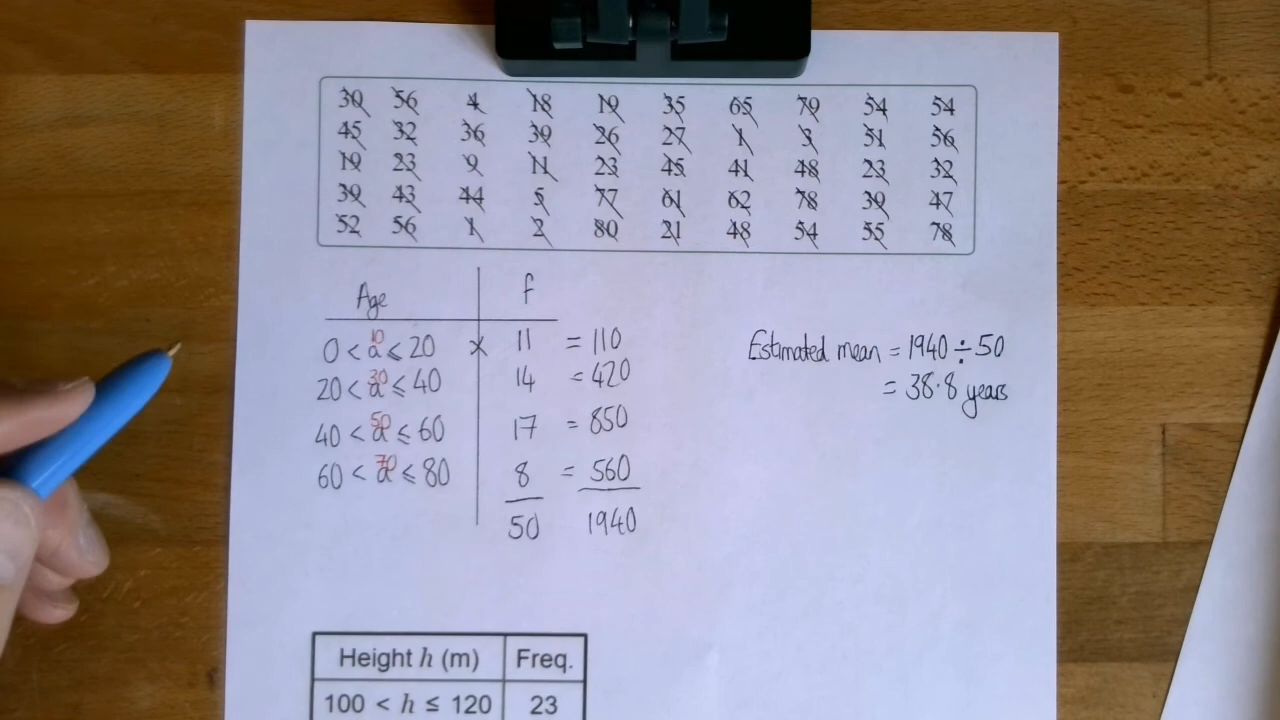 30 56 4 18 19 35 65 79 54 54
45 32 36 39 26 27 1 3 51 56
19 23 9 11 23 45 41 48 23 32
39 43 44 5 77 61 62 78 39 47
52 56 1 2 80 21 48 54 55 78
Age f
0 < a ≤ 20 10 × 11 = 110
20 < a ≤ 40 30 14 = 420
40 < a ≤ 60 50 17 = 850
60 < a ≤ 80 70 8 = 560
50 1940
Estimated mean = 1940 ÷ 50
= 38.8 years
Height h (m) Freq.
100 < h ≤ 120 23